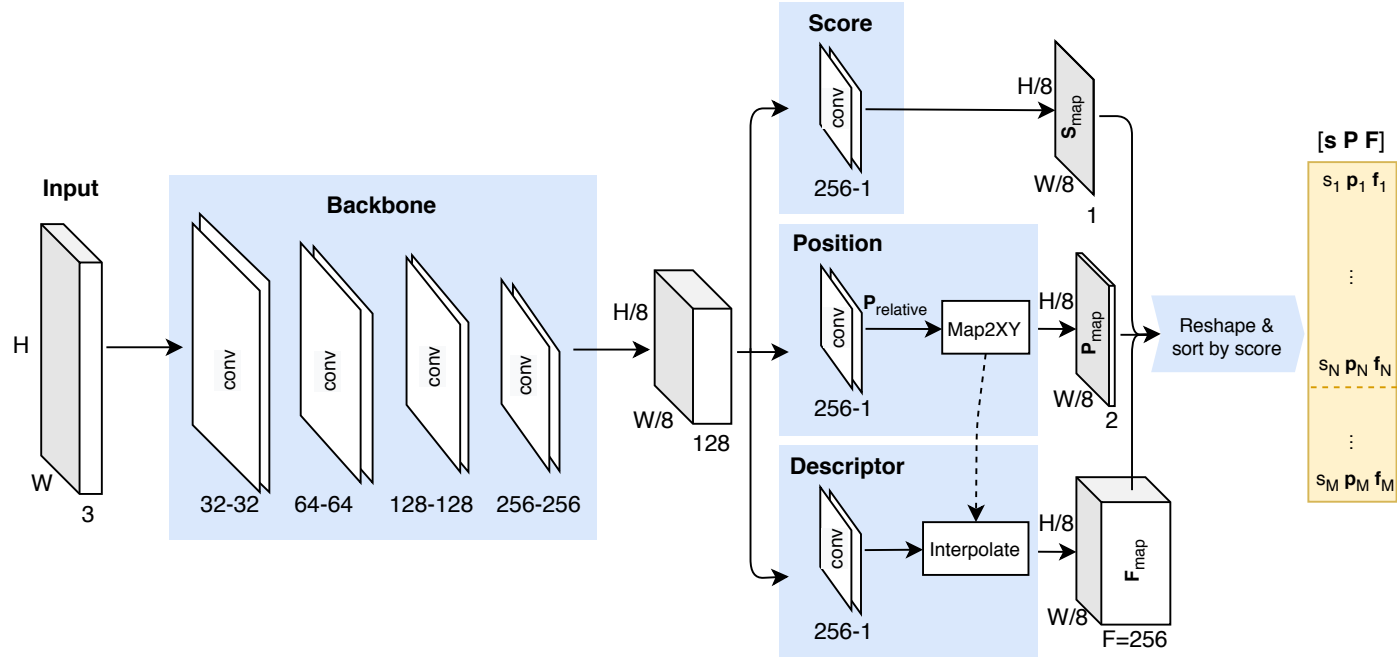 Input
H
W
3
Backbone
conv
conv
conv
conv
32-32
64-64
128-128
256-256
H/8
W/8
128
Score
conv
256-1
H/8
S_map
W/8
1
Position
conv
256-1
P_relative
Map2XY
H/8
P_map
W/8
2
Descriptor
conv
256-1
Interpolate
H/8
F_map
W/8
F=256
Reshape &
sort by score
[s P F]
s_1 p_1 f_1
⋮
s_N p_N f_N
⋮
s_M p_M f_M